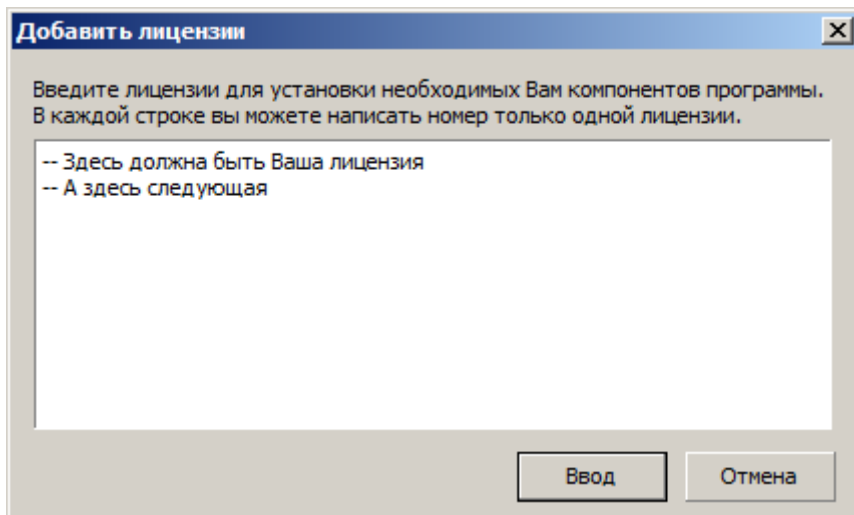 Добавить лицензии
Введите лицензии для установки необходимых Вам компонентов программы.
В каждой строке вы можете написать номер только одной лицензии.
-- Здесь должна быть Ваша лицензия
-- А здесь следующая
Ввод
Отмена